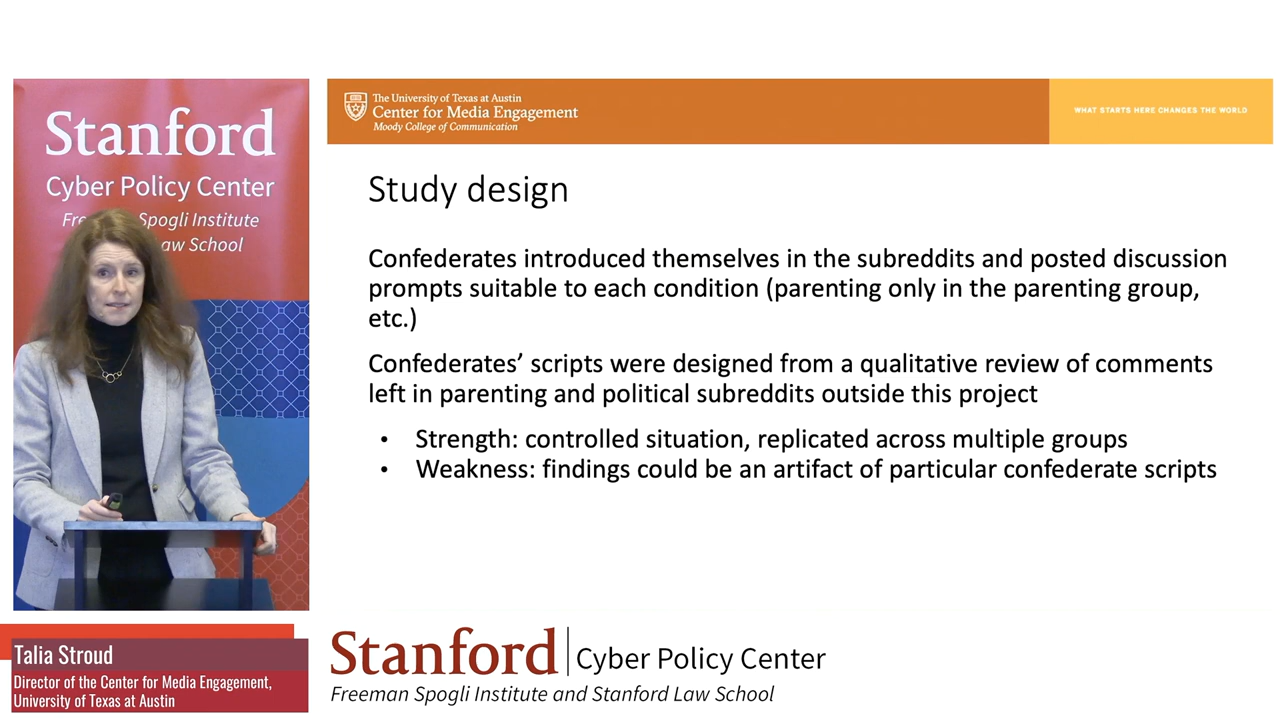 Stanford
Cyber Policy Center
Spogli Institute
Law School
The University of Texas at Austin
Center for Media Engagement
Moody College of Communication
WHAT STARTS HERE CHANGES THE WORLD
Study design
Confederates introduced themselves in the subreddits and posted discussion
prompts suitable to each condition (parenting only in the parenting group,
etc.)
Confederates’ scripts were designed from a qualitative review of comments
left in parenting and political subreddits outside this project
• Strength: controlled situation, replicated across multiple groups
• Weakness: findings could be an artifact of particular confederate scripts
Talia Stroud
Director of the Center for Media Engagement,
University of Texas at Austin
Stanford | Cyber Policy Center
Freeman Spogli Institute and Stanford Law School